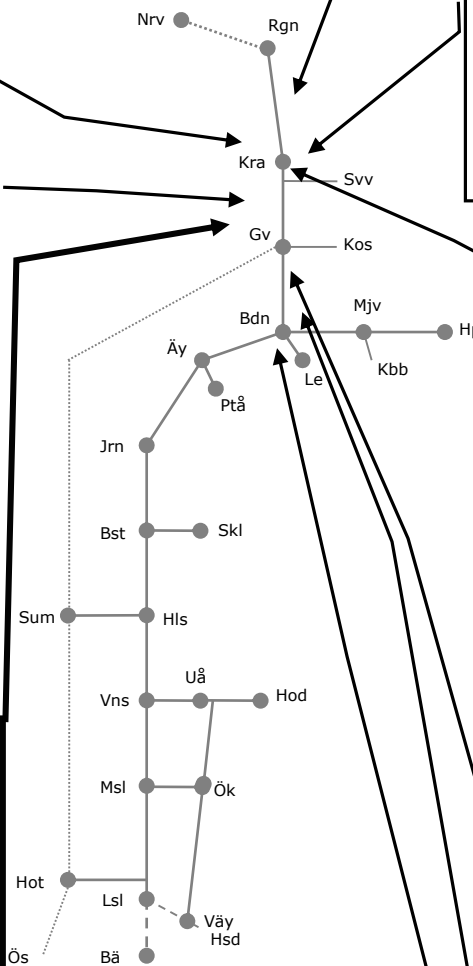 Nrv
Rgn
Kra
Svv
Gv
Kos
Bdn
Mjv
Äy
Le
Kbb
Ptå
Jrn
Bst
Skl
Sum
Hls
Uå
Vns
Hod
Msl
Ök
Hot
Lsl
Väy
Hsd
Ös
Bä